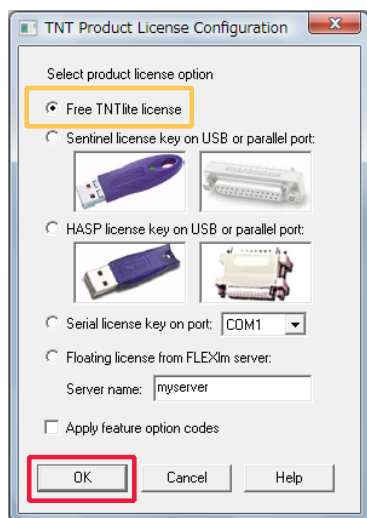 TNT Product License Configuration
Select product license option
Free TNTlite license
Sentinel license key on USB or parallel port:
HASP license key on USB or parallel port:
Serial license key on port: COM1
Floating license from FLEXlm server:
Server name: myserver
Apply feature option codes
OK Cancel Help